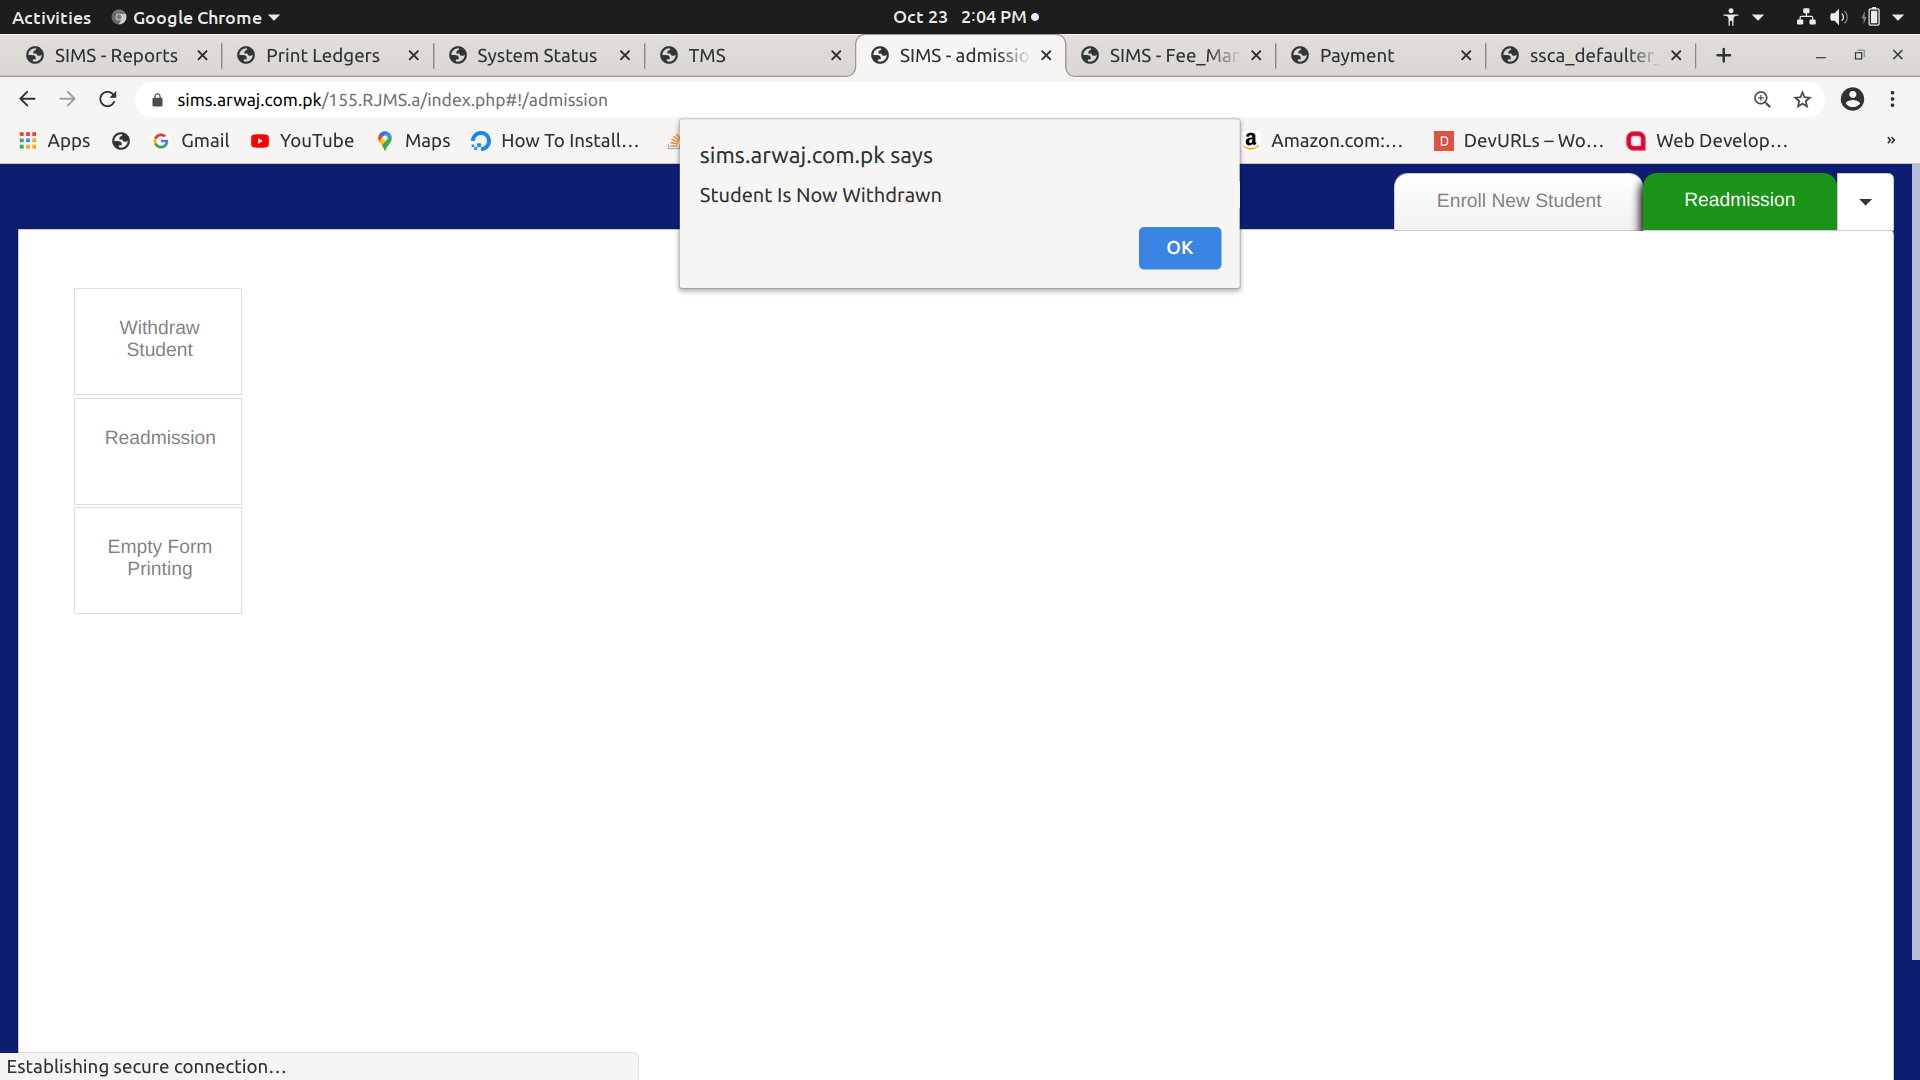 Activities Google Chrome Oct 23 2:04 PM
SIMS - Reports Print Ledgers System Status TMS SIMS - admissio SIMS - Fee_Man Payment ssca_defaulter_
sims.arwaj.com.pk/155.RJMS.a/index.php#!/admission
Apps Gmail YouTube Maps How To Install… Amazon.com:… DevURLs – Wo… Web Develop… »
sims.arwaj.com.pk says
Student Is Now Withdrawn
OK
Enroll New Student Readmission
Withdraw
Student
Readmission
Empty Form
Printing
Establishing secure connection…